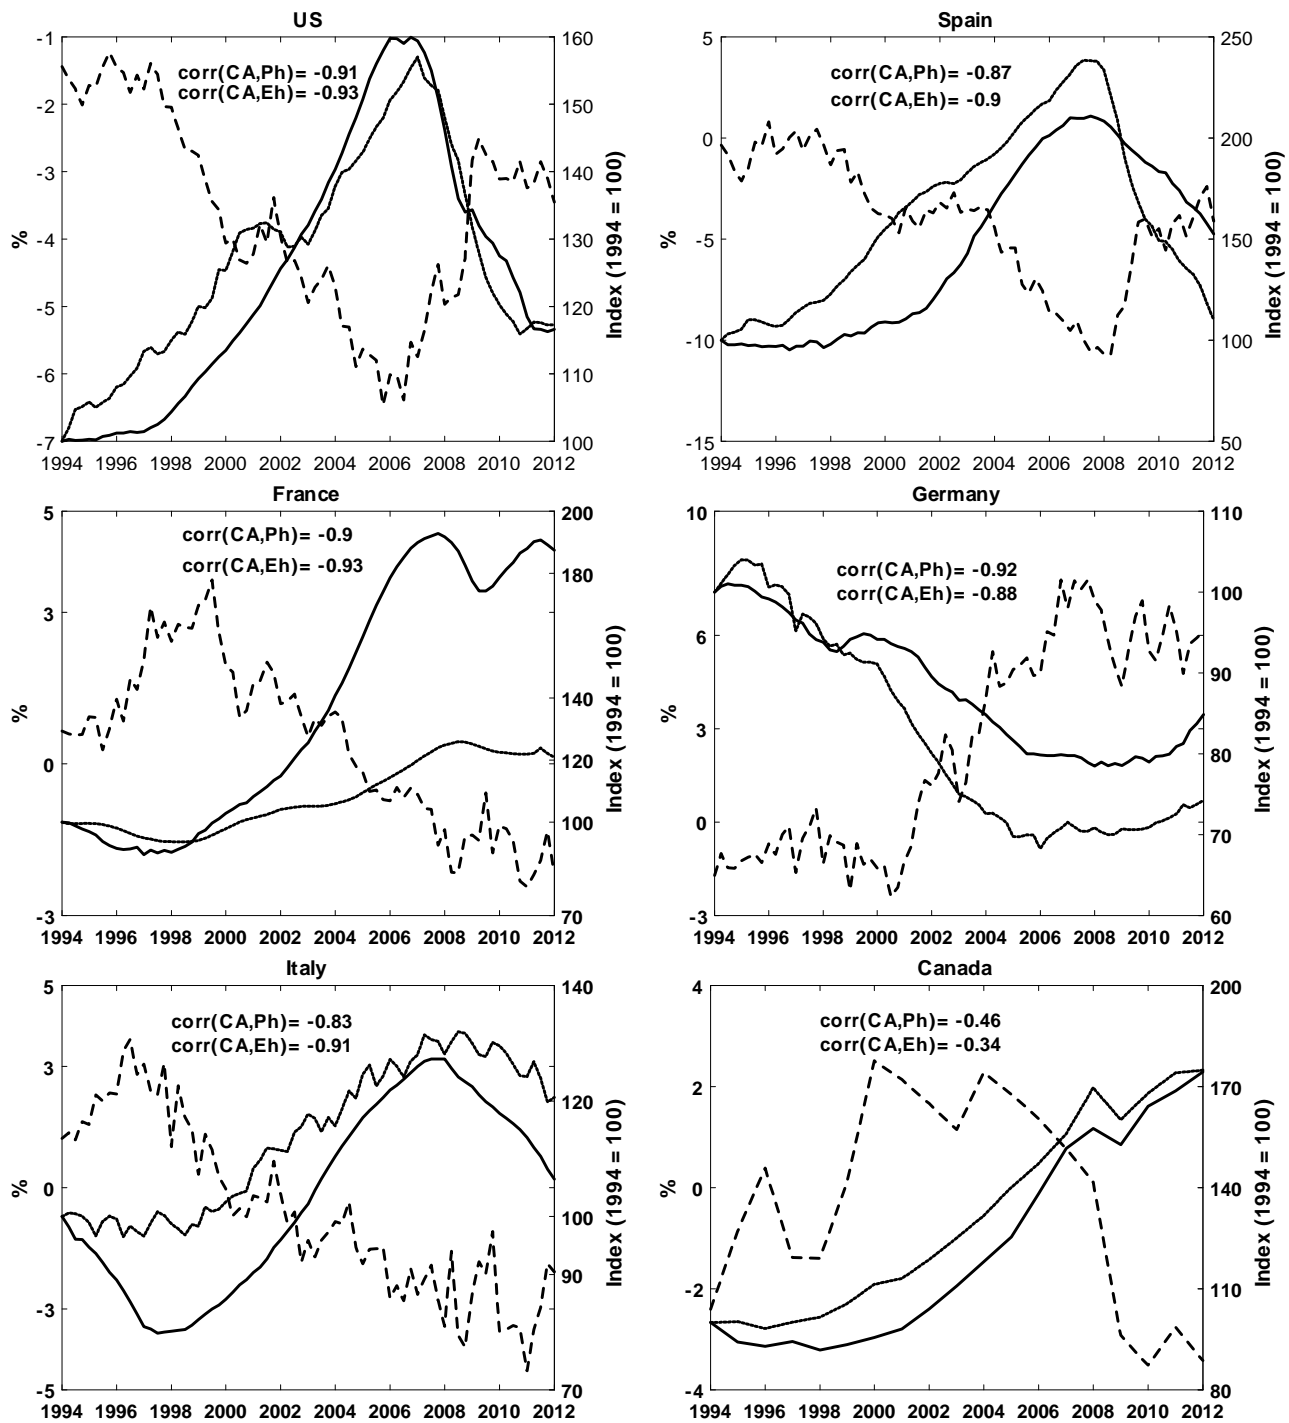 US
-1
-2
-3
-4
-5
-6
-7
%
corr(CA,Ph)= -0.91
corr(CA,Eh)= -0.93
160
150
140
130
120
110
100
Index (1994 = 100)
1994 1996 1998 2000 2002 2004 2006 2008 2010 2012
Spain
5
0
-5
-10
-15
%
corr(CA,Ph)= -0.87
corr(CA,Eh)= -0.9
250
200
150
100
50
Index (1994 = 100)
1994 1996 1998 2000 2002 2004 2006 2008 2010 2012
France
5
3
0
-3
%
corr(CA,Ph)= -0.9
corr(CA,Eh)= -0.93
200
180
140
120
100
70
Index (1994 = 100)
1994 1996 1998 2000 2002 2004 2006 2008 2010 2012
Germany
10
6
3
0
-3
%
corr(CA,Ph)= -0.92
corr(CA,Eh)= -0.88
110
100
90
80
70
60
Index (1994 = 100)
1994 1996 1998 2000 2002 2004 2006 2008 2010 2012
Italy
5
3
0
-3
-5
%
corr(CA,Ph)= -0.83
corr(CA,Eh)= -0.91
140
120
100
90
70
Index (1994 = 100)
1994 1996 1998 2000 2002 2004 2006 2008 2010 2012
Canada
4
2
0
-2
-4
%
corr(CA,Ph)= -0.46
corr(CA,Eh)= -0.34
200
170
140
110
80
Index (1994 = 100)
1994 1996 1998 2000 2002 2004 2006 2008 2010 2012